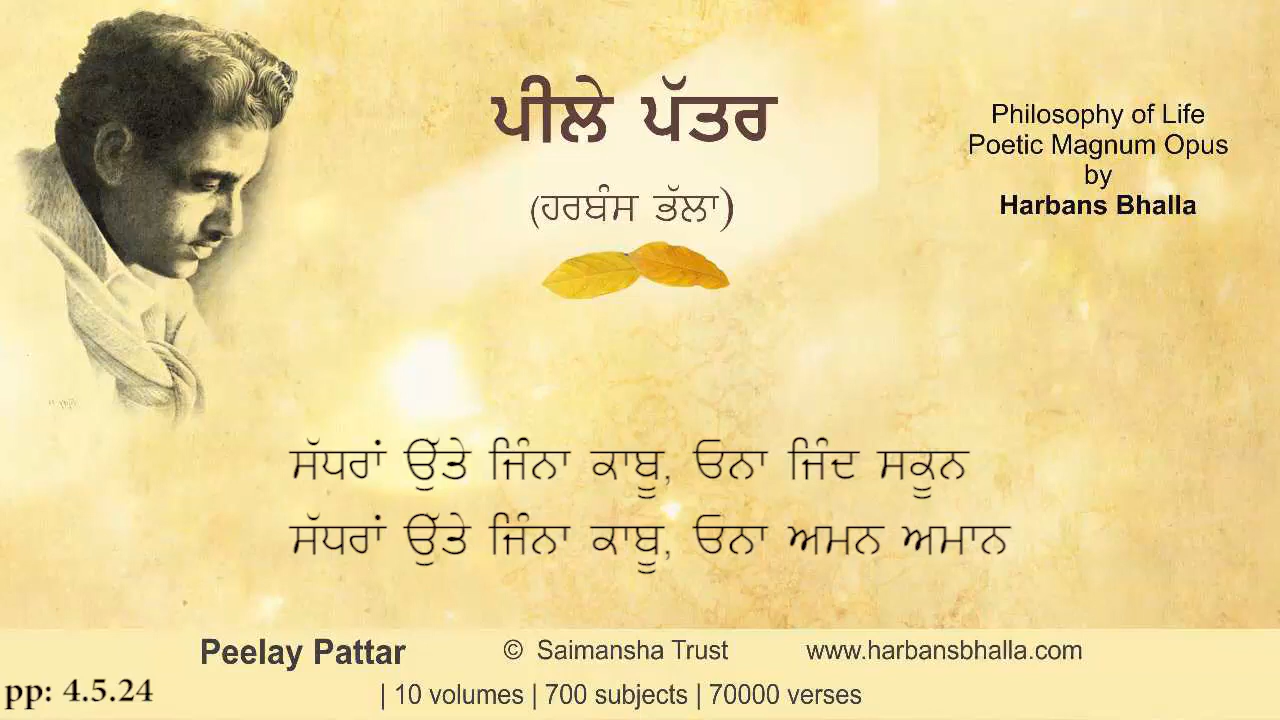 ਪੀਲੇ ਪੱਤਰ
(ਹਰਬੰਸ ਭੱਲਾ)
Philosophy of Life
Poetic Magnum Opus
by
Harbans Bhalla
ਸੱਧਰਾਂ ਉੱਤੇ ਜਿੰਨਾ ਕਾਬੂ, ਓਨਾ ਜਿੰਦ ਸਕੂਨ
ਸੱਧਰਾਂ ਉੱਤੇ ਜਿੰਨਾ ਕਾਬੂ, ਓਨਾ ਅਮਨ ਅਮਾਨ
Peelay Pattar © Saimansha Trust www.harbansbhalla.com
pp: 4.5.24 | 10 volumes | 700 subjects | 70000 verses